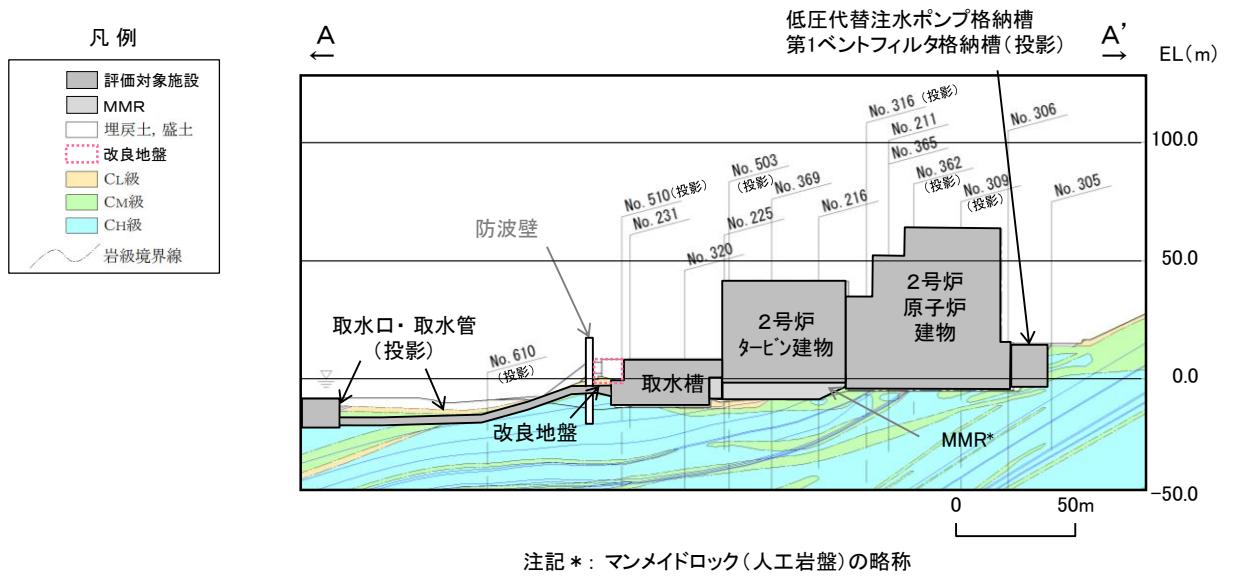 凡 例
評価対象施設
MMR
埋戻土, 盛土
改良地盤
CL級
CM級
CH級
岩級境界線
A
低圧代替注水ポンプ格納槽
第1ベントフィルタ格納槽(投影)
A'
EL(m)
100.0
50.0
0.0
-50.0
No. 316 (投影)
No. 211
No. 365
No. 306
No. 362
(投影)
No. 309
(投影)
No. 305
No. 503
(投影)
No. 369
No. 510(投影)
No. 231
No. 225
No. 216
No. 320
防波壁
取水口・取水管
(投影)
No. 610
(投影)
2号炉
タービン建物
2号炉
原子炉
建物
取水槽
改良地盤
MMR*
0 50m
注記*: マンメイドロック(人工岩盤)の略称